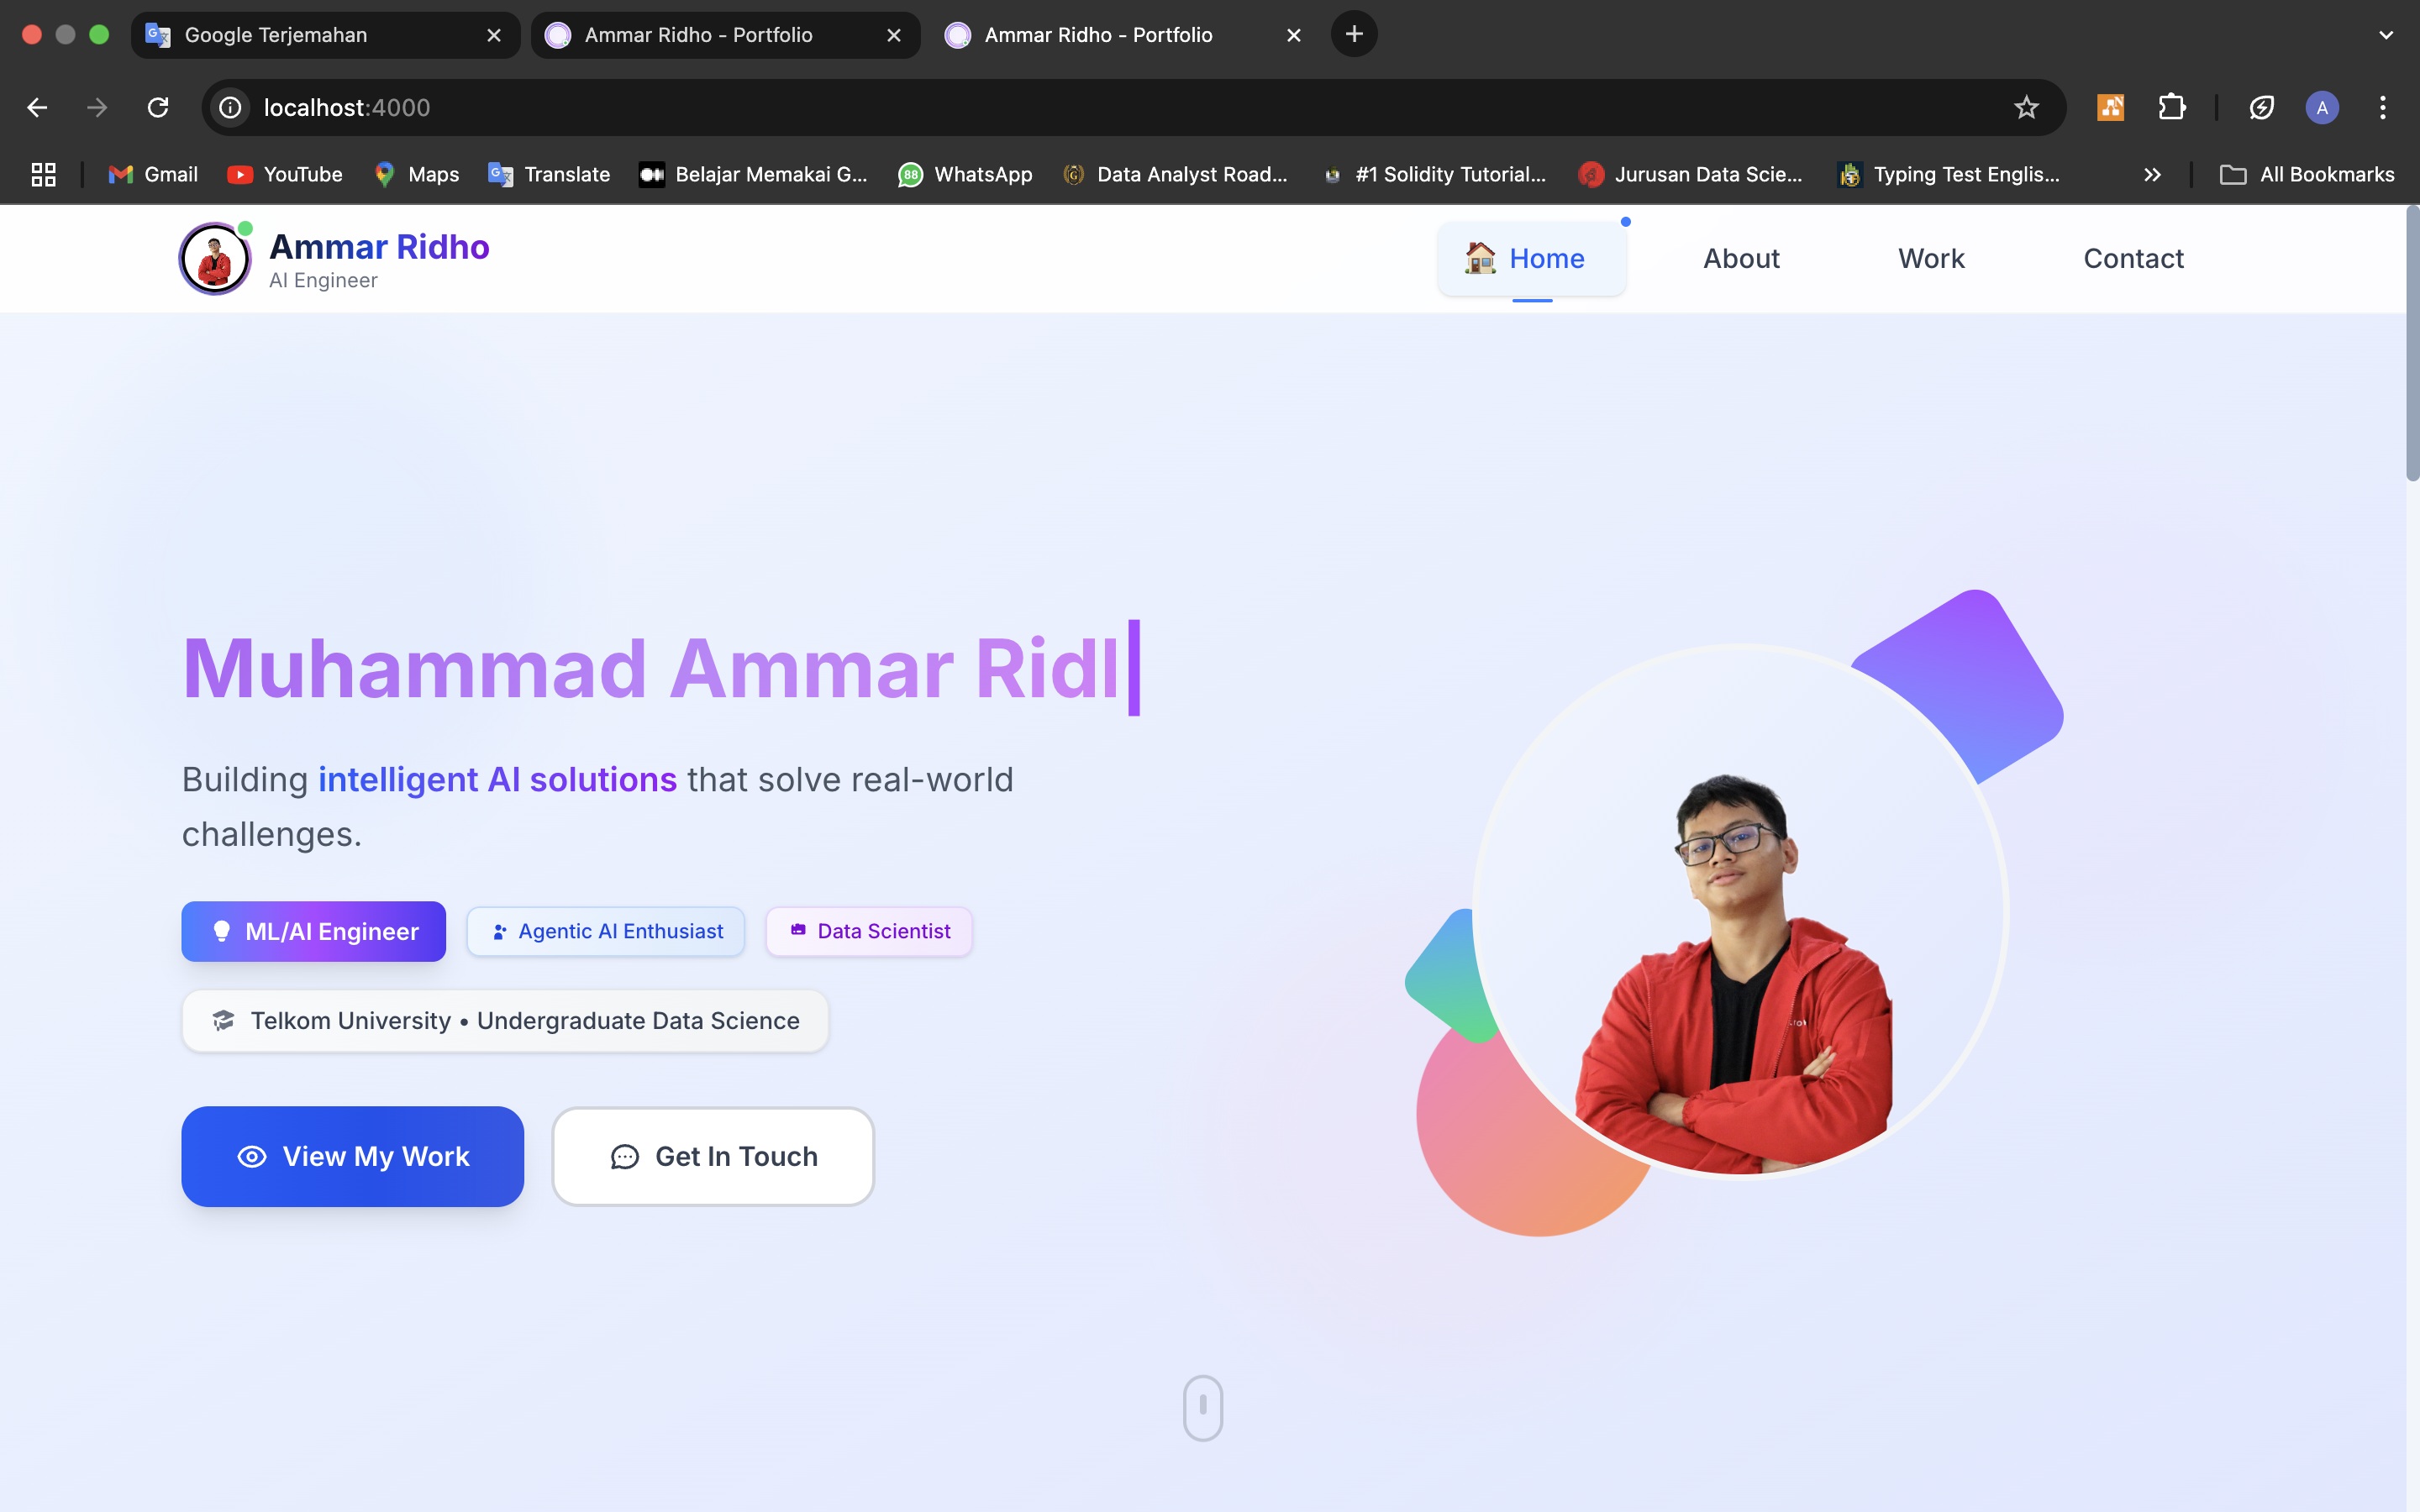 Google Terjemahan
Ammar Ridho - Portfolio
Ammar Ridho - Portfolio
localhost:4000
A
Gmail
YouTube
Maps
Translate
Belajar Memakai G...
88
WhatsApp
Data Analyst Road...
#1 Solidity Tutorial...
Jurusan Data Scie...
Typing Test Englis...
All Bookmarks
Ammar Ridho
AI Engineer
Home
About
Work
Contact
Muhammad Ammar Ridl
Building intelligent AI solutions that solve real-world
challenges.
ML/AI Engineer
Agentic AI Enthusiast
Data Scientist
Telkom University • Undergraduate Data Science
View My Work
Get In Touch